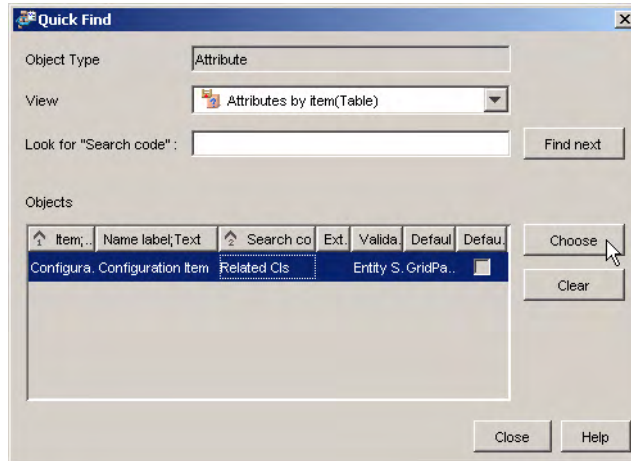 Quick Find
Object Type Attribute
View Attributes by item(Table)
Look for "Search code" : Find next
Objects
1 Item;.. Name label;Text 2 Search co Ext. Valida. Defaul Defau. Choose
Configura. Configuration Item Related CIs Entity S. GridPa..
Clear
Close Help